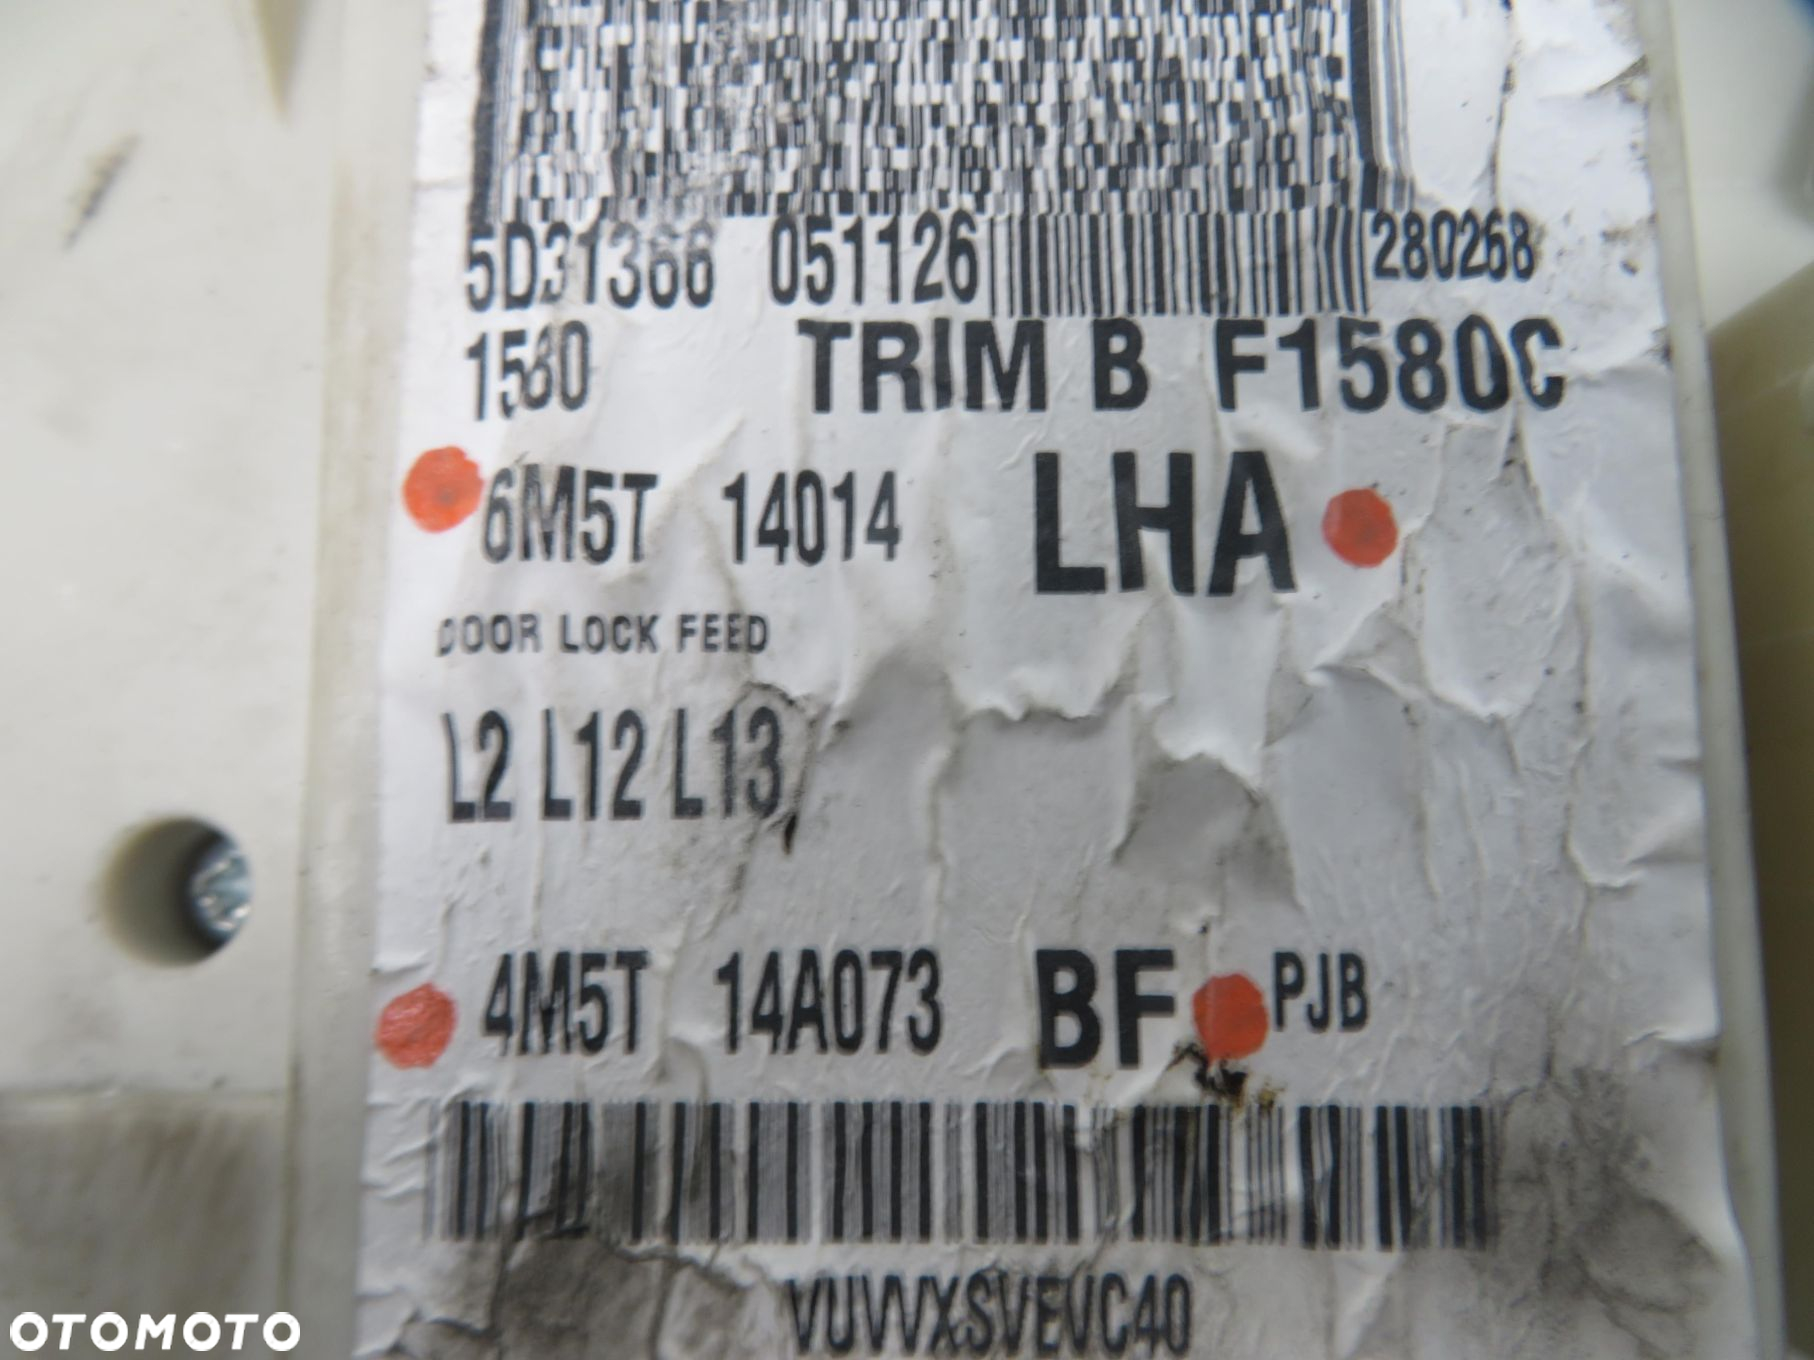 5D31366 051126 280268
1580 TRIM B F1580C
6M5T 14014 LHA
DOOR LOCK FEED
L2 L12 L13
4M5T 14A073 BF PJB
OTOMOTO